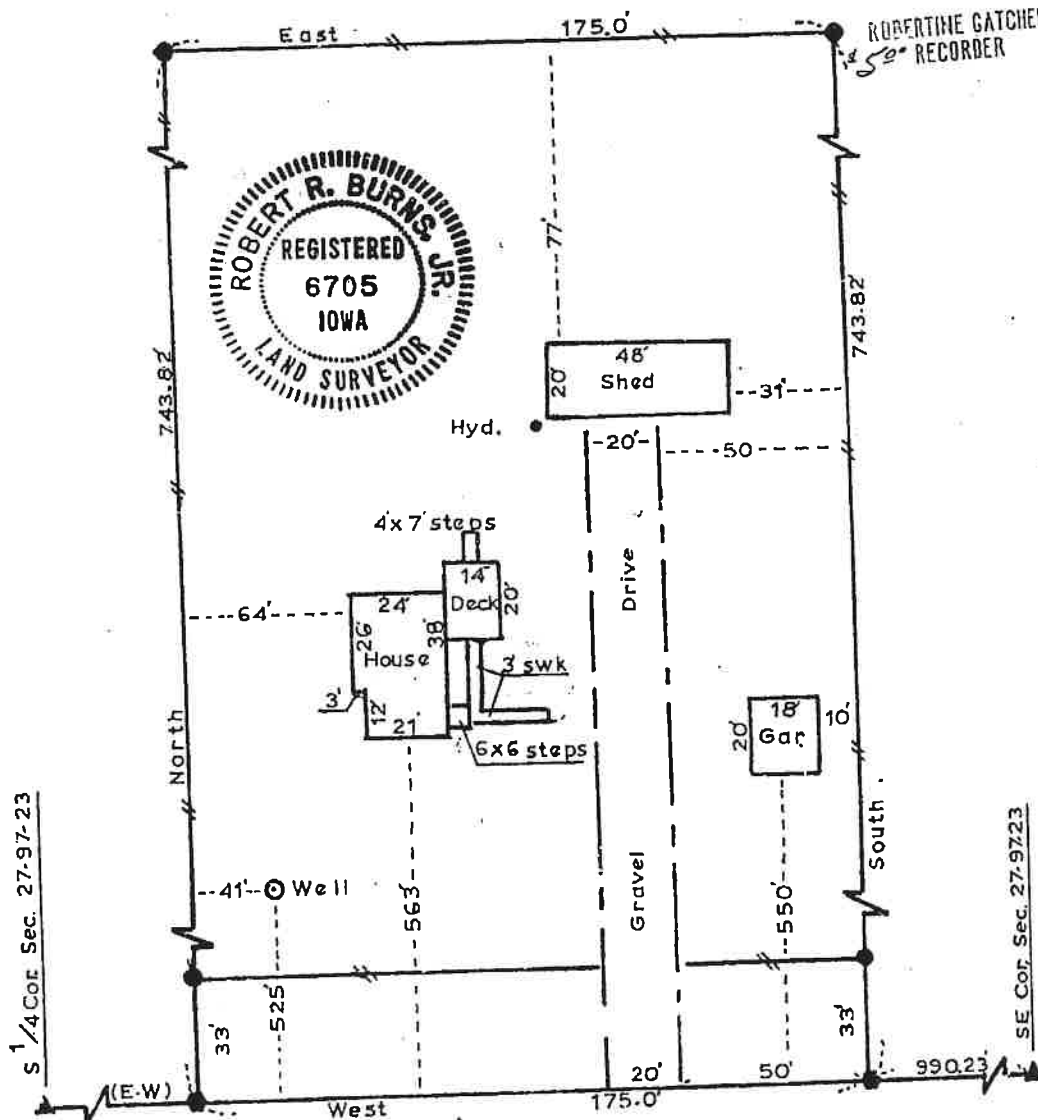 East 175.0'
ROBERTINE GATCHE
$5.00 RECORDER
ROBERT R. BURNS, JR.
REGISTERED
6705
IOWA
LAND SURVEYOR
77'
743.82'
743.82'
48'
20' Shed
31'
Hyd.
20'
50
4'x 7' steps
14'
Deck
20'
Drive
64'
24'
26'
38'
House
3' swk
3'
12'
21'
6x6 steps
18'
20'
Gar.
10'
North
South
41'
Well
563'
Gravel
550'
525'
S 1/4 Cor. Sec. 27-97-23
SE Cor. Sec. 27-97-23
33'
33'
20'
50'
990.23
(E-W)
West 175.0'